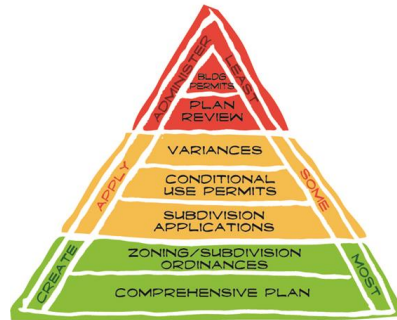 ADMINISTER
LEAST
BLDG
PERMITS
PLAN
REVIEW
APPLY
SOME
VARIANCES
CONDITIONAL
USE PERMITS
SUBDIVISION
APPLICATIONS
CREATE
MOST
ZONING/SUBDIVISION
ORDINANCES
COMPREHENSIVE PLAN